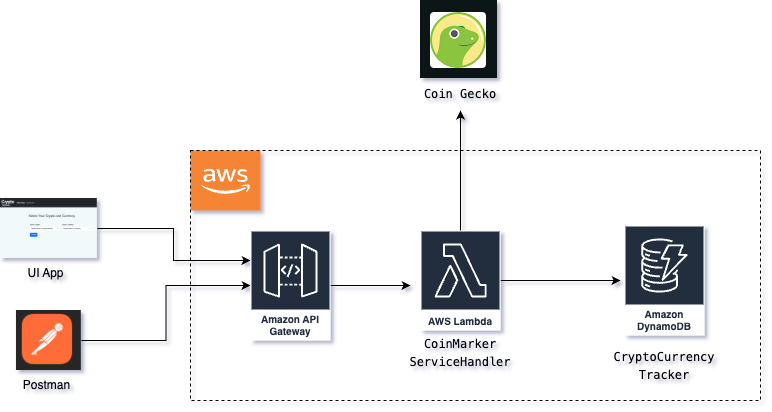 Coin Gecko
aws
Crypto
Select Your Crypto and Currency
UI App
Amazon API
Gateway
AWS Lambda
CoinMarker
ServiceHandler
Amazon
DynamoDB
CryptoCurrency
Tracker
Postman